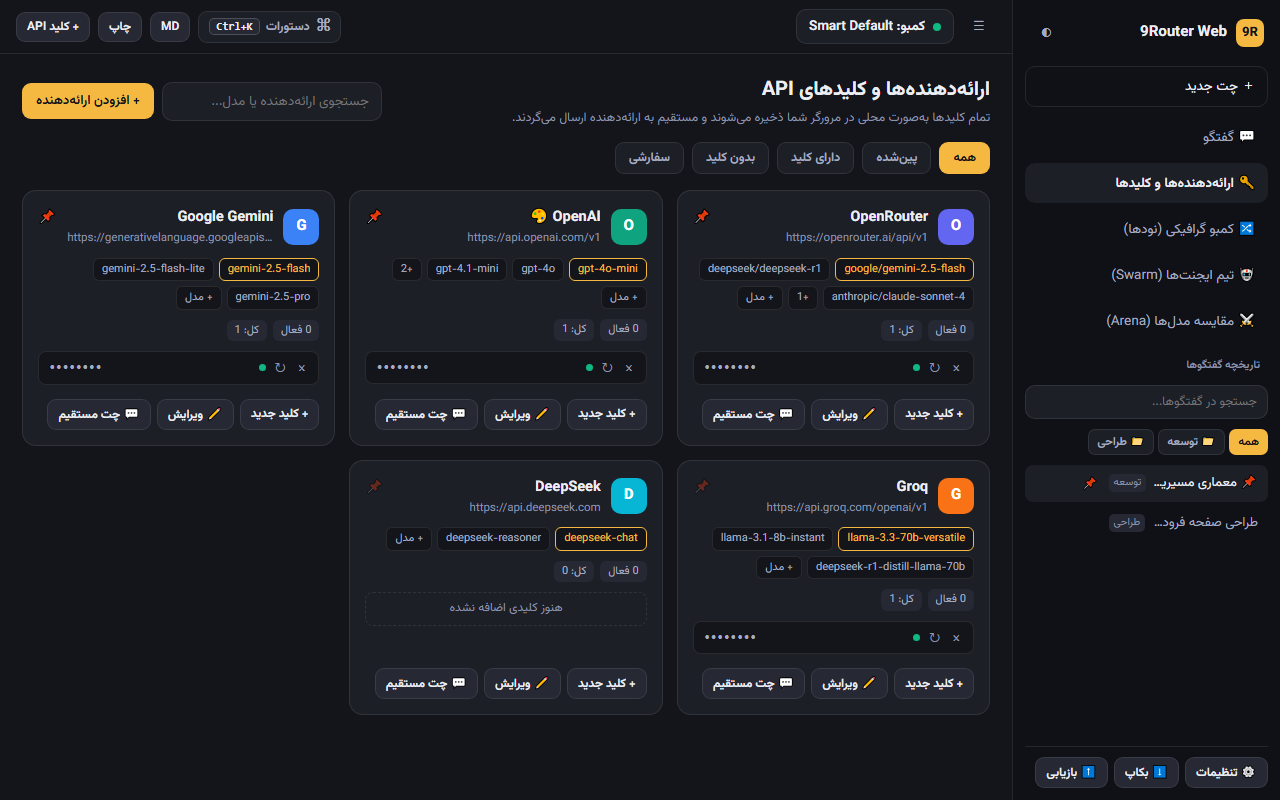 9R
9Router Web
+ چت جدید
گفتگو
ارائه‌دهنده‌ها و کلیدها
کمبو گرافیکی (نودها)
تیم ایجنت‌ها (Swarm)
مقایسه مدل‌ها (Arena)
تاریخچه گفتگوها
جستجو در گفتگوها...
همه
توسعه
طراحی
معماری مسیری...
توسعه
طراحی صفحه فرود...
طراحی
تنظیمات
بکاپ
بازیابی
کمبو: Smart Default
دستورات Ctrl+K
MD
چاپ
+ کلید API
ارائه‌دهنده‌ها و کلیدهای API
تمام کلیدها به‌صورت محلی در مرورگر شما ذخیره می‌شوند و مستقیم به ارائه‌دهنده ارسال می‌گردند.
جستجوی ارائه‌دهنده یا مدل...
+ افزودن ارائه‌دهنده
همه
پین‌شده
دارای کلید
بدون کلید
سفارشی
O
OpenRouter
https://openrouter.ai/api/v1
google/gemini-2.5-flash
deepseek/deepseek-r1
anthropic/claude-sonnet-4
+1
+ مدل
0 فعال
کل: 1
••••••••
+ کلید جدید
ویرایش
چت مستقیم
O
OpenAI
https://api.openai.com/v1
gpt-4o-mini
gpt-4o
gpt-4.1-mini
+2
+ مدل
0 فعال
کل: 1
••••••••
+ کلید جدید
ویرایش
چت مستقیم
G
Google Gemini
https://generativelanguage.googleapis...
gemini-2.5-flash
gemini-2.5-flash-lite
gemini-2.5-pro
+ مدل
0 فعال
کل: 1
••••••••
+ کلید جدید
ویرایش
چت مستقیم
G
Groq
https://api.groq.com/openai/v1
llama-3.3-70b-versatile
llama-3.1-8b-instant
deepseek-r1-distill-llama-70b
+ مدل
0 فعال
کل: 1
••••••••
+ کلید جدید
ویرایش
چت مستقیم
D
DeepSeek
https://api.deepseek.com
deepseek-chat
deepseek-reasoner
+ مدل
0 فعال
کل: 0
هنوز کلیدی اضافه نشده
+ کلید جدید
ویرایش
چت مستقیم